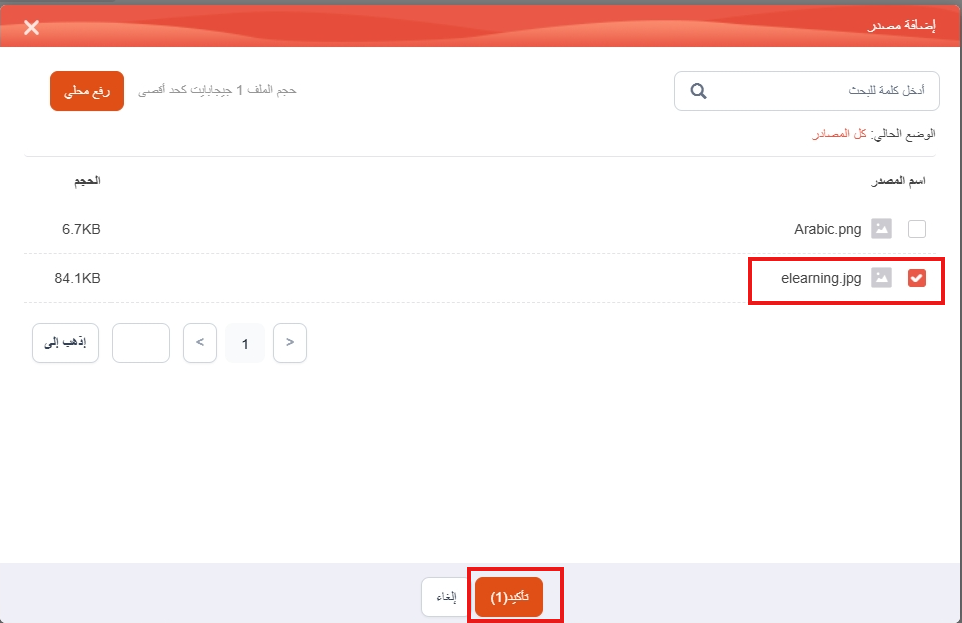 إضافة مصدر
أدخل كلمة للبحث
حجم الملف 1 جيجابايت كحد أقصى
رفع محلي
الوضع الحالي: كل المصادر
اسم المصدر
الحجم
Arabic.png
6.7KB
elearning.jpg
84.1KB
< 1 >
إذهب إلى
تأكيد(1)
إلغاء